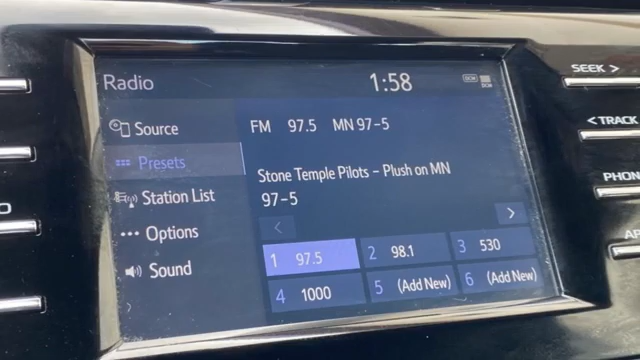 Radio
1:58
SEEK >
Source
FM 97.5 MN 97-5
< TRACK
Presets
Stone Temple Pilots - Plush on MN
97-5
Station List
Options
Sound
1 97.5
2 98.1
3 530
4 1000
5 (Add New)
6 (Add New)